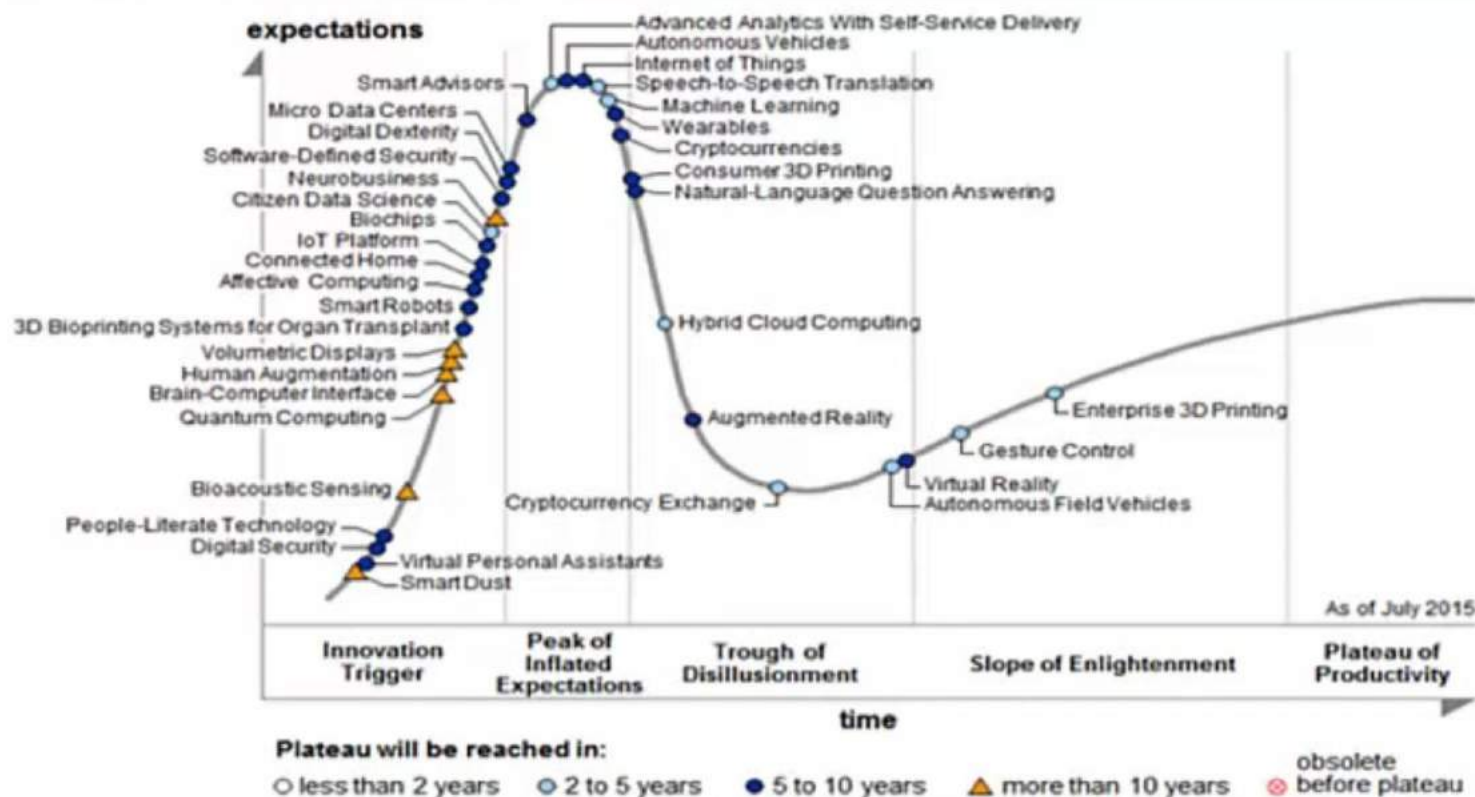 expectations
Advanced Analytics With Self-Service Delivery
Autonomous Vehicles
Internet of Things
Speech-to-Speech Translation
Machine Learning
Wearables
Cryptocurrencies
Consumer 3D Printing
Natural-Language Question Answering
Smart Advisors
Micro Data Centers
Digital Dexterity
Software-Defined Security
Neurobusiness
Citizen Data Science
Biochips
IoT Platform
Connected Home
Affective Computing
Smart Robots
3D Bioprinting Systems for Organ Transplant
Volumetric Displays
Human Augmentation
Brain-Computer Interface
Quantum Computing
Bioacoustic Sensing
People-Literate Technology
Digital Security
Virtual Personal Assistants
Smart Dust
Hybrid Cloud Computing
Augmented Reality
Cryptocurrency Exchange
Enterprise 3D Printing
Gesture Control
Virtual Reality
Autonomous Field Vehicles
As of July 2015
Innovation
Trigger
Peak of
Inflated
Expectations
Trough of
Disillusionment
Slope of Enlightenment
Plateau of
Productivity
time
Plateau will be reached in:
less than 2 years
2 to 5 years
5 to 10 years
more than 10 years
obsolete
before plateau